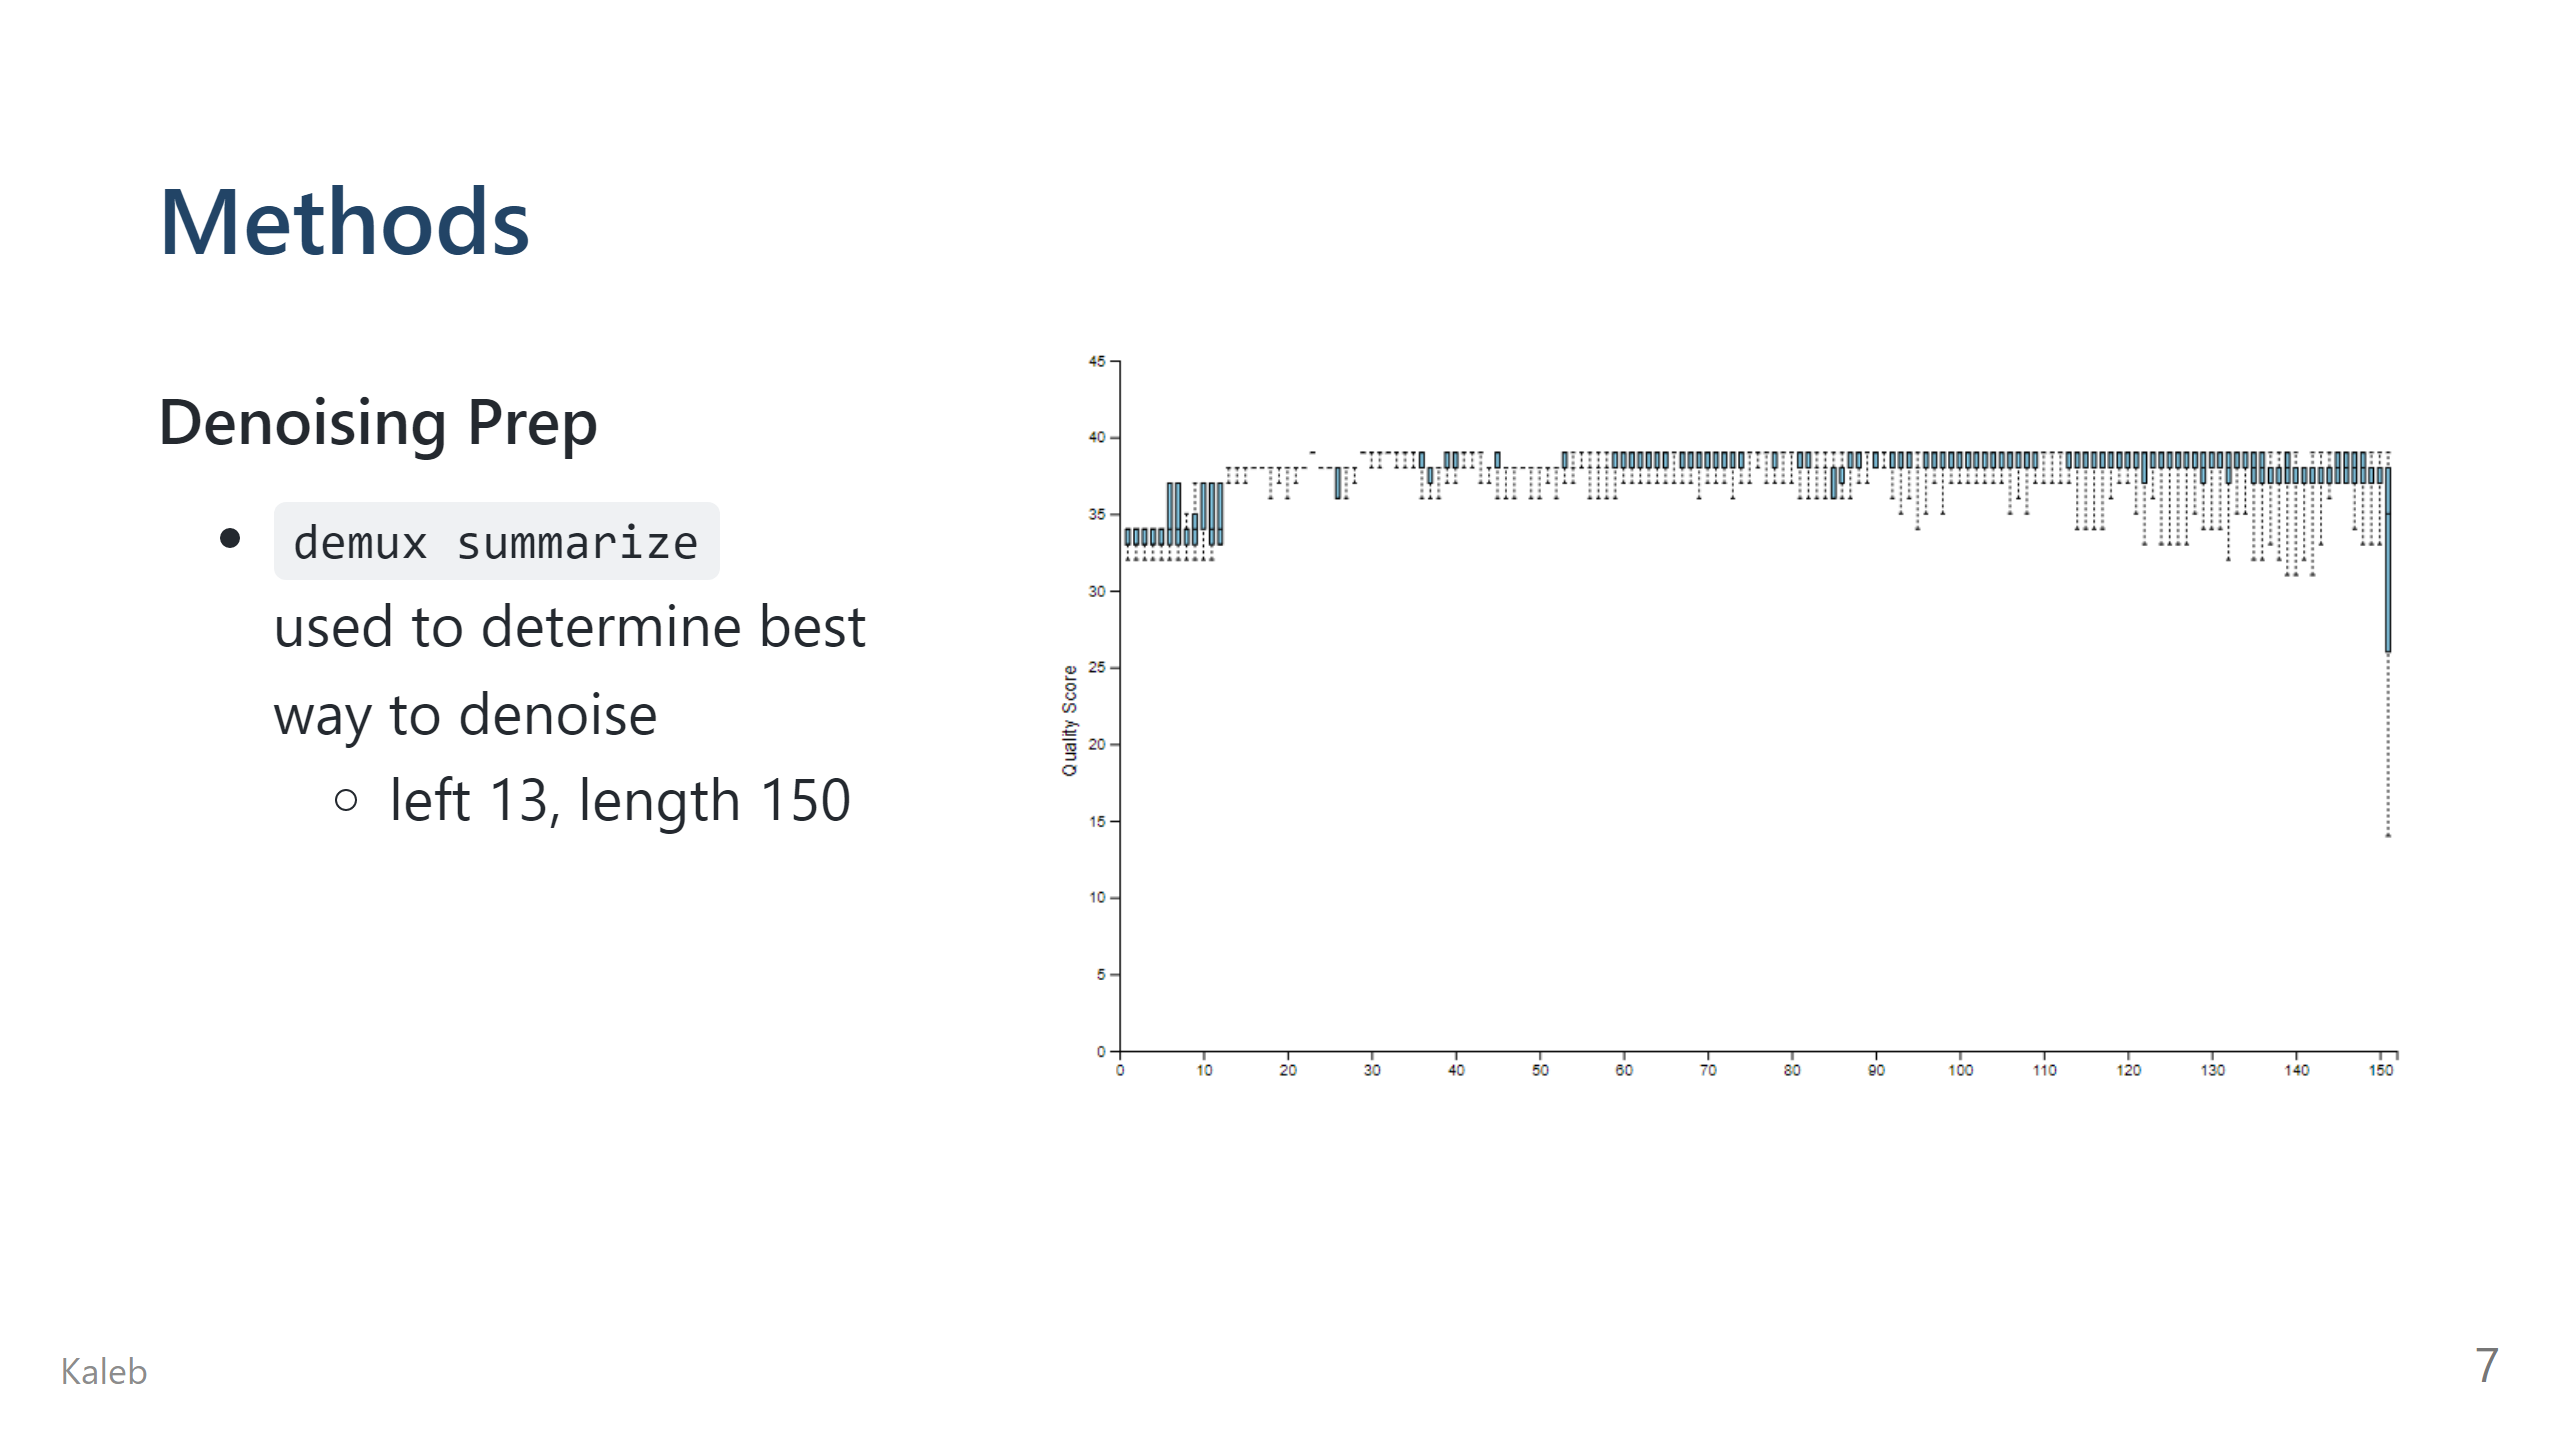 Methods
Denoising Prep
demux summarize
used to determine best
way to denoise
left 13, length 150
45
40
35
30
25
20
15
10
5
0
Quality Score
0 10 20 30 40 50 60 70 80 90 100 110 120 130 140 150
Kaleb
7